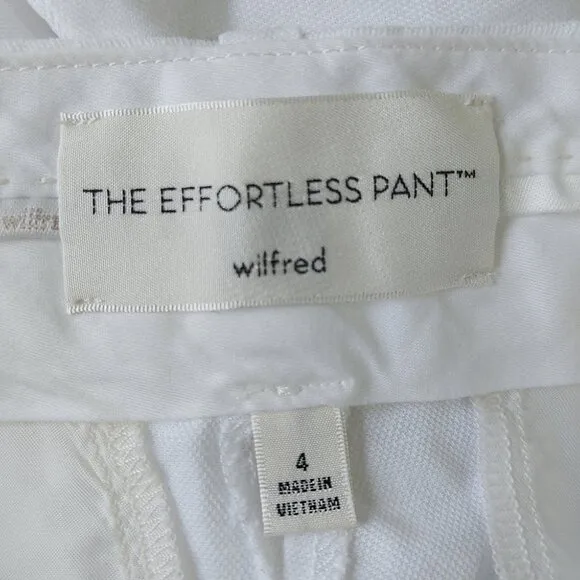 THE EFFORTLESS PANT™
wilfred
4
MADE IN
VIETNAM